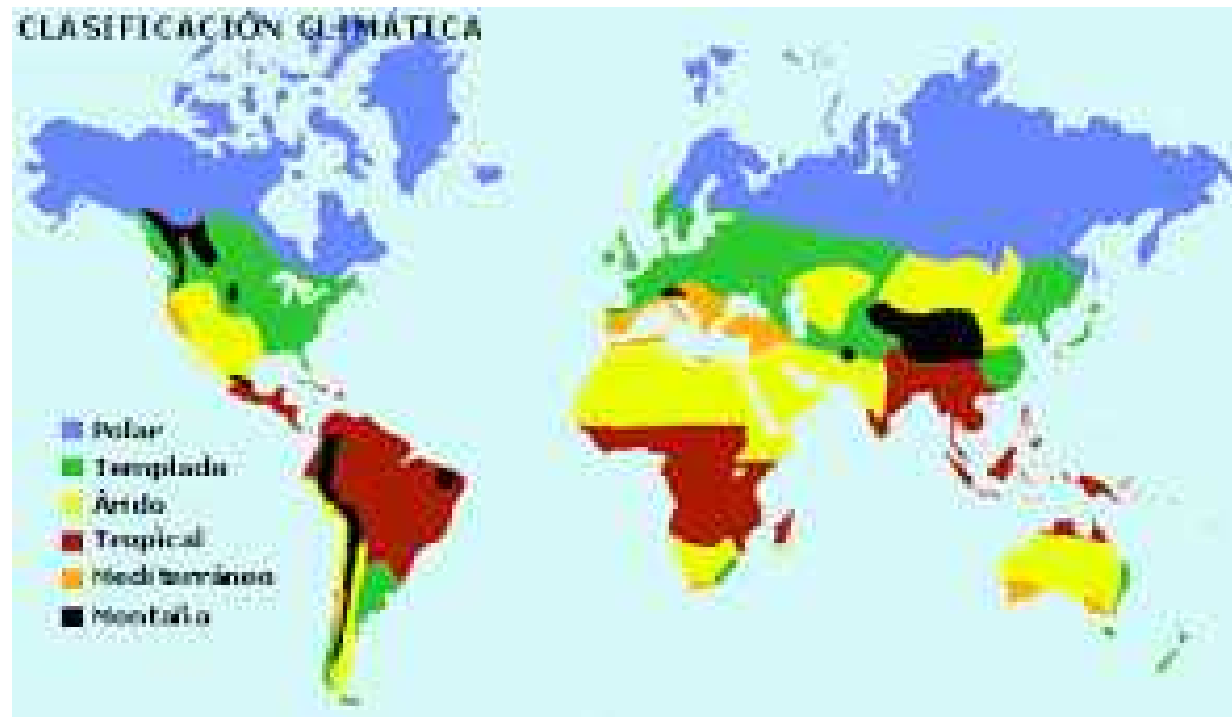 CLASIFICACIÓN CLIMÁTICA
Polar
Templado
Árido
Tropical
Mediterráneo
Montaña